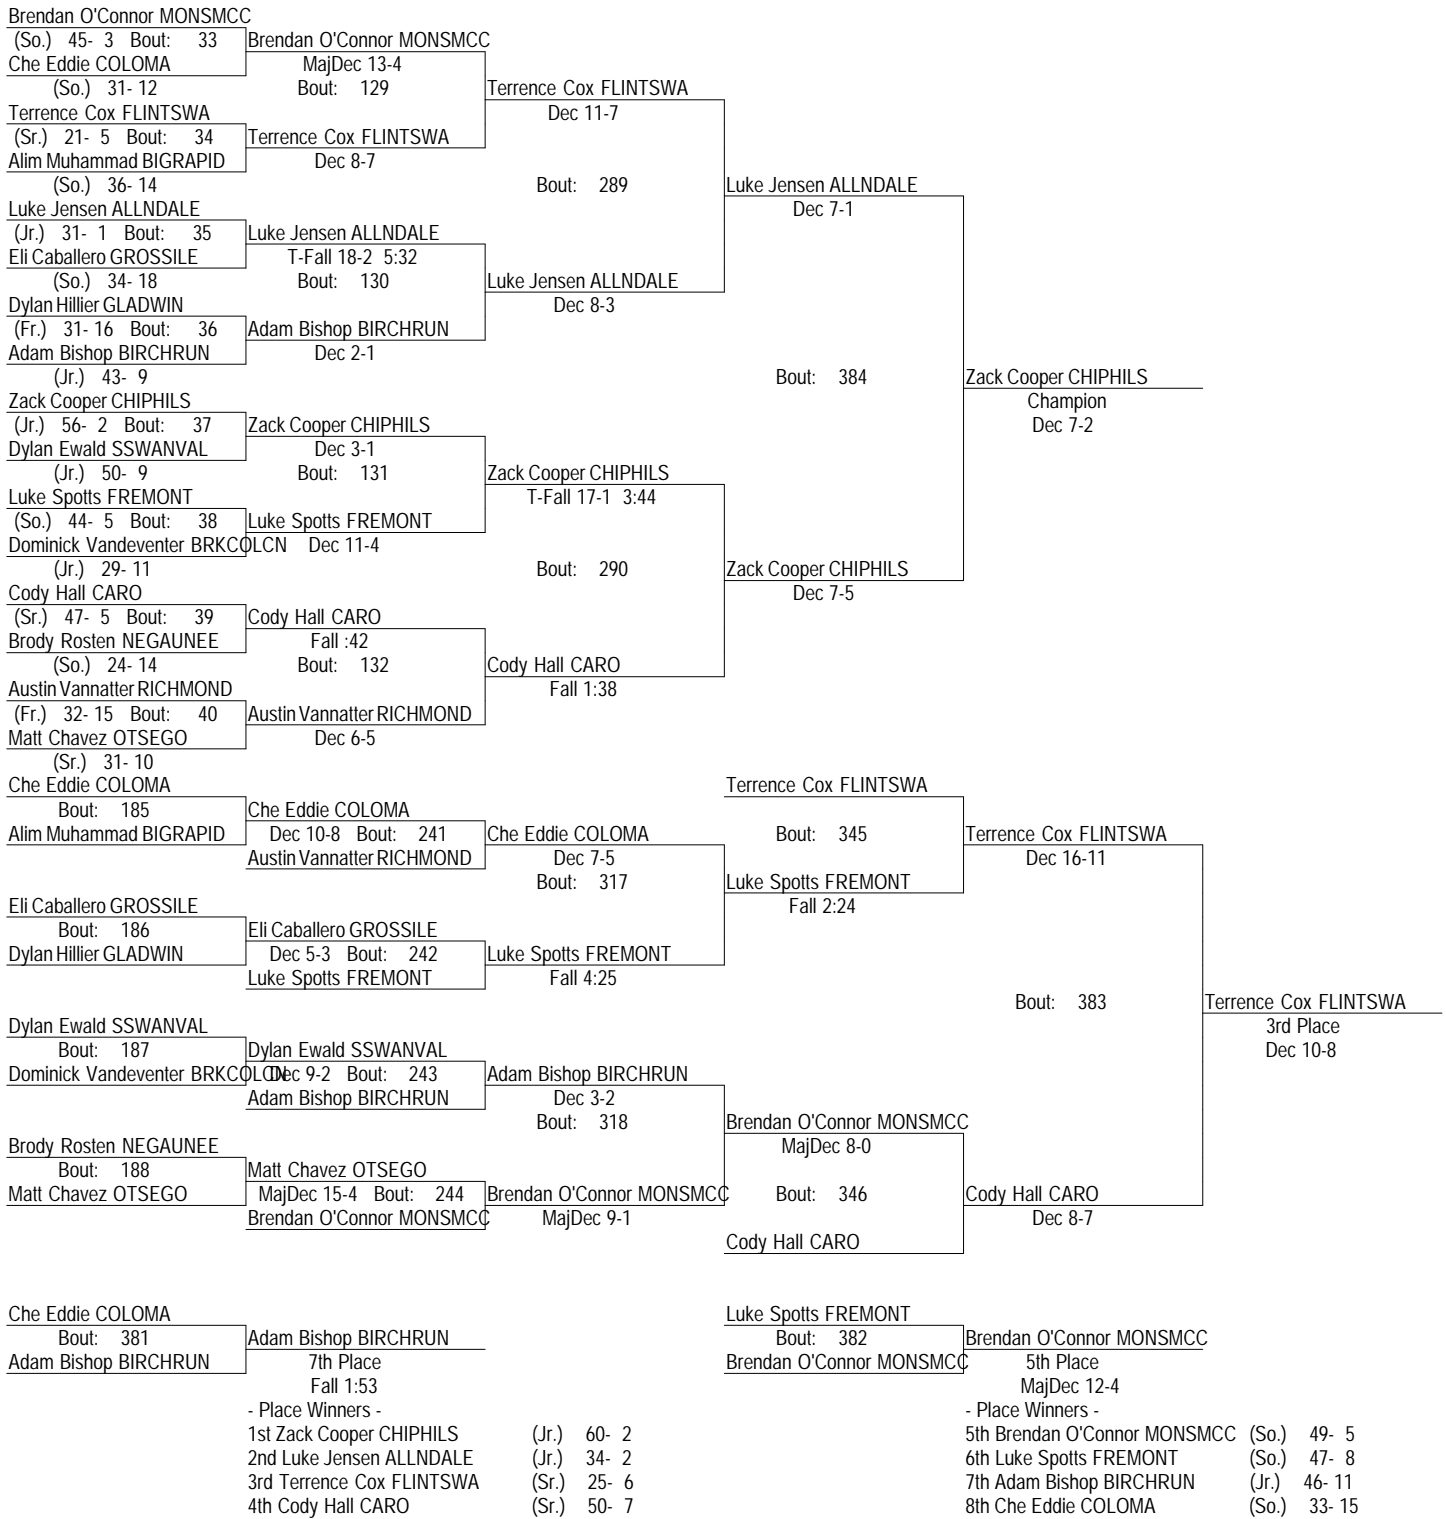 Brendan O'Connor MONSMCC
(So.) 45- 3 Bout: 33 Brendan O'Connor MONSMCC
Che Eddie COLOMA MajDec 13-4
(So.) 31- 12 Bout: 129 Terrence Cox FLINTSWA
Terrence Cox FLINTSWA Dec 11-7
(Sr.) 21- 5 Bout: 34 Terrence Cox FLINTSWA
Alim Muhammad BIGRAPID Dec 8-7
(So.) 36- 14 Bout: 289 Luke Jensen ALLNDALE
Luke Jensen ALLNDALE Dec 7-1
(Jr.) 31- 1 Bout: 35 Luke Jensen ALLNDALE
Eli Caballero GROSSILE T-Fall 18-2 5:32
(So.) 34- 18 Bout: 130 Luke Jensen ALLNDALE
Dylan Hillier GLADWIN Dec 8-3
(Fr.) 31- 16 Bout: 36 Adam Bishop BIRCHRUN
Adam Bishop BIRCHRUN Dec 2-1
(Jr.) 43- 9 Bout: 384 Zack Cooper CHIPHILS
Zack Cooper CHIPHILS Champion
(Jr.) 56- 2 Bout: 37 Zack Cooper CHIPHILS Dec 7-2
Dylan Ewald SSWANVAL Dec 3-1
(Jr.) 50- 9 Bout: 131 Zack Cooper CHIPHILS
Luke Spotts FREMONT T-Fall 17-1 3:44
(So.) 44- 5 Bout: 38 Luke Spotts FREMONT
Dominick Vandeventer BRKCOLCN Dec 11-4
(Jr.) 29- 11 Bout: 290 Zack Cooper CHIPHILS
Cody Hall CARO Dec 7-5
(Sr.) 47- 5 Bout: 39 Cody Hall CARO
Brody Rosten NEGAUNEE Fall :42
(So.) 24- 14 Bout: 132 Cody Hall CARO
Austin Vannatter RICHMOND Fall 1:38
(Fr.) 32- 15 Bout: 40 Austin Vannatter RICHMOND
Matt Chavez OTSEGO Dec 6-5
(Sr.) 31- 10
Che Eddie COLOMA Terrence Cox FLINTSWA
Bout: 185 Che Eddie COLOMA
Alim Muhammad BIGRAPID Dec 10-8 Bout: 241 Che Eddie COLOMA Bout: 345 Terrence Cox FLINTSWA
Austin Vannatter RICHMOND Dec 7-5 Dec 16-11
Bout: 317 Luke Spotts FREMONT
Eli Caballero GROSSILE Fall 2:24
Bout: 186 Eli Caballero GROSSILE
Dylan Hillier GLADWIN Dec 5-3 Bout: 242 Luke Spotts FREMONT
Luke Spotts FREMONT Fall 4:25
Bout: 383 Terrence Cox FLINTSWA
Dylan Ewald SSWANVAL 3rd Place
Bout: 187 Dylan Ewald SSWANVAL Dec 10-8
Dominick Vandeventer BRKCOLCN Dec 9-2 Bout: 243 Adam Bishop BIRCHRUN
Adam Bishop BIRCHRUN Dec 3-2
Bout: 318 Brendan O'Connor MONSMCC
Brody Rosten NEGAUNEE MajDec 8-0
Bout: 188 Matt Chavez OTSEGO
Matt Chavez OTSEGO MajDec 15-4 Bout: 244 Brendan O'Connor MONSMCC Bout: 346 Cody Hall CARO
Brendan O'Connor MONSMCC MajDec 9-1 Dec 8-7
Cody Hall CARO
Che Eddie COLOMA Luke Spotts FREMONT
Bout: 381 Adam Bishop BIRCHRUN Bout: 382 Brendan O'Connor MONSMCC
Adam Bishop BIRCHRUN 7th Place Brendan O'Connor MONSMCC 5th Place
Fall 1:53 MajDec 12-4
- Place Winners - - Place Winners -
1st Zack Cooper CHIPHILS (Jr.) 60- 2 5th Brendan O'Connor MONSMCC (So.) 49- 5
2nd Luke Jensen ALLNDALE (Jr.) 34- 2 6th Luke Spotts FREMONT (So.) 47- 8
3rd Terrence Cox FLINTSWA (Sr.) 25- 6 7th Adam Bishop BIRCHRUN (Jr.) 46- 11
4th Cody Hall CARO (Sr.) 50- 7 8th Che Eddie COLOMA (So.) 33- 15